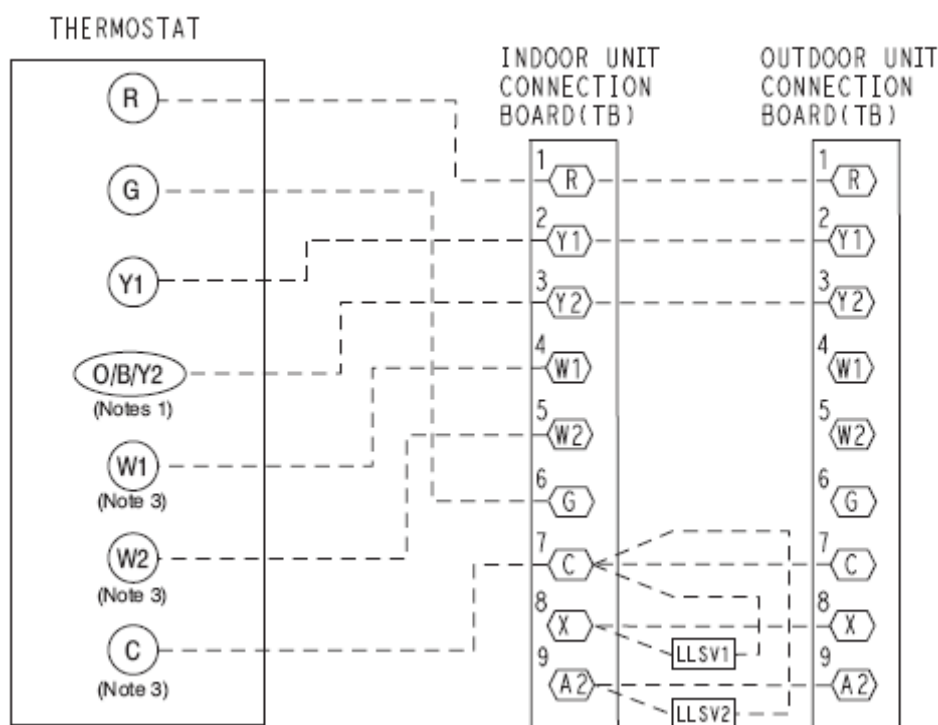 THERMOSTAT
R
G
Y1
O/B/Y2
(Notes 1)
W1
(Note 3)
W2
(Note 3)
C
(Note 3)
INDOOR UNIT
CONNECTION
BOARD(TB)
1
R
2
Y1
3
Y2
4
W1
5
W2
6
G
7
C
8
X
9
A2
LLSV1
LLSV2
OUTDOOR UNIT
CONNECTION
BOARD(TB)
1
R
2
Y1
3
Y2
4
W1
5
W2
6
G
7
C
8
X
9
A2